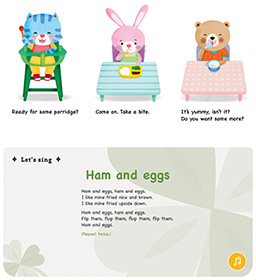 Ready for some porridge?
Come on. Take a bite.
It's yummy, isn't it?
Do you want some more?
Let's sing
Ham and eggs
Ham and eggs, ham and eggs.
I like mine fried nice and brown.
I like mine fried upside down.
Ham and eggs, ham and eggs.
Flip them, flip them, flip them, flip them.
Ham and eggs.
(Repeat twice.)